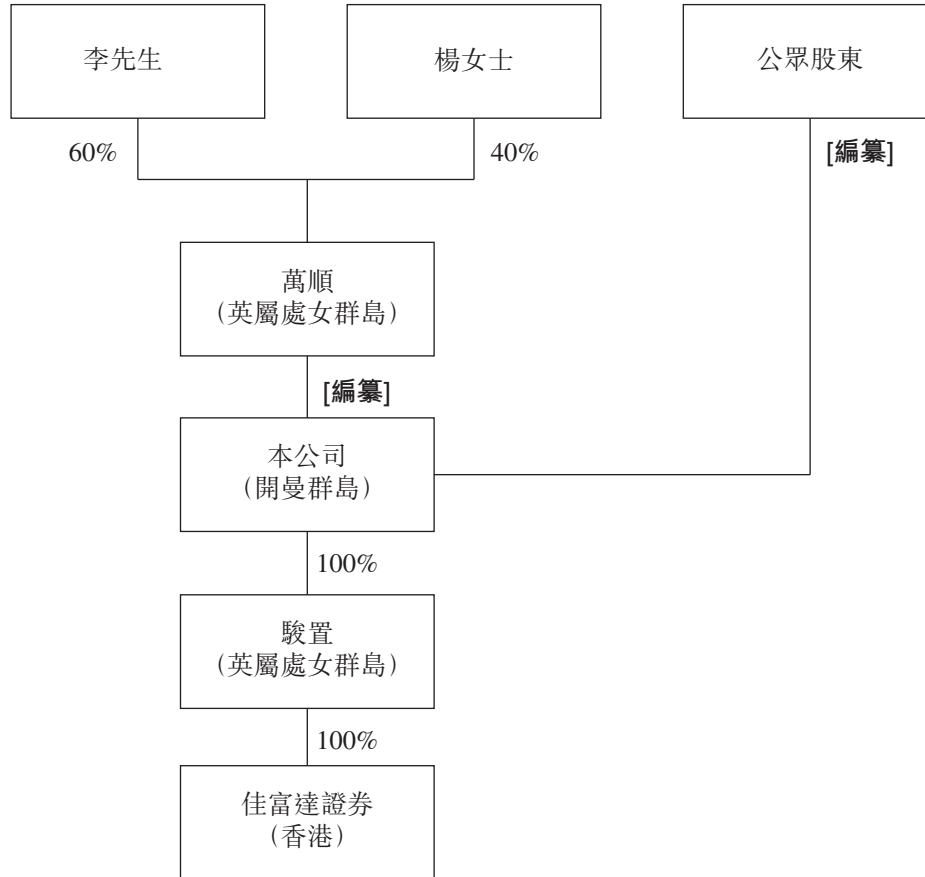 李先生
楊女士
公眾股東
60%
40%
[編纂]
萬順
(英屬處女群島)
[編纂]
本公司
(開曼群島)
100%
駿置
(英屬處女群島)
100%
佳富達證券
(香港)